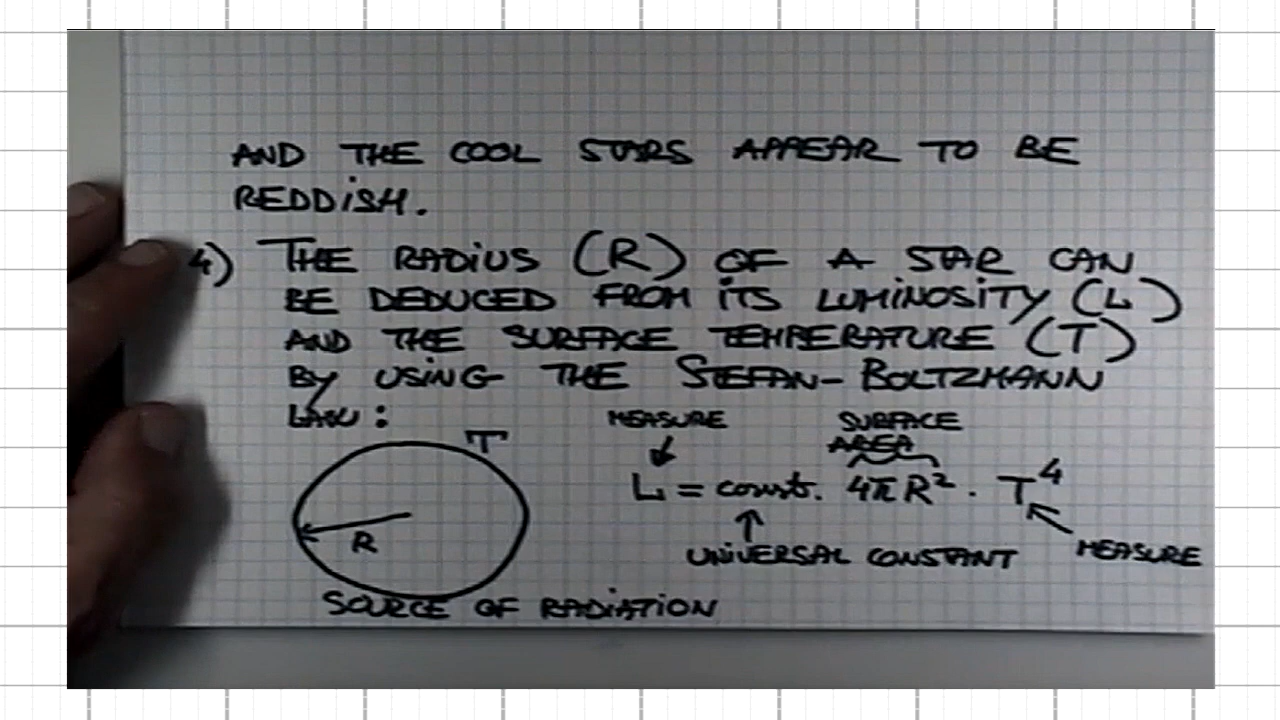 AND THE COOL STARS APPEAR TO BE
REDDiSH.
4) THE RADiUS (R) OF A STAR CAN
BE DEDUCED FROM iTS LUMINOSITY (L)
AND THE SURFACE TEMPERATURE (T)
BY USING THE STEFAN-BOLTZMANN
LAW:
MEASURE
SURFACE
AREA
T
L = const. 4πR². T⁴
R
UNIVERSAL CONSTANT
MEASURE
SOURCE OF RADIATION